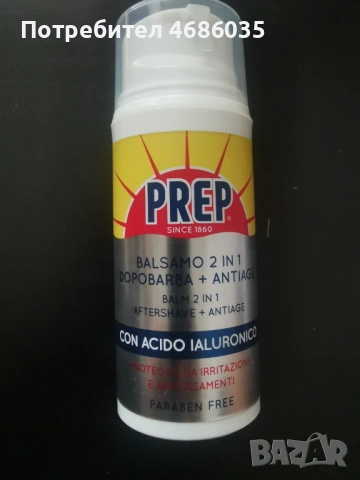 Потребител 4686035
PREP®
SINCE 1860
BALSAMO 2 IN 1
DOPOBARBA + ANTIAGE
BALM 2 IN 1
AFTERSHAVE + ANTIAGE
CON ACIDO IALURONICO
PROTEGGE DA IRRITAZIONI
E ARROSSAMENTI
PARABEN FREE
BAZAR